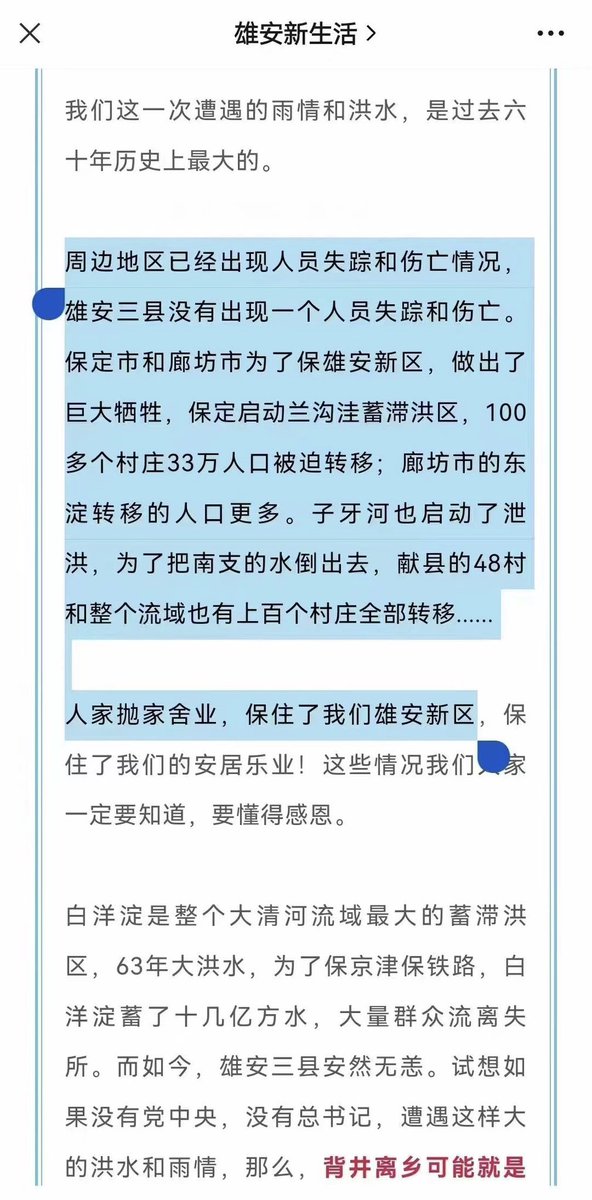 雄安新生活
我们这一次遭遇的雨情和洪水，是过去六
十年历史上最大的。
周边地区已经出现人员失踪和伤亡情况，
雄安三县没有出现一个人员失踪和伤亡。
保定市和廊坊市为了保雄安新区，做出了
巨大牺牲，保定启动兰沟洼蓄滞洪区，100
多个村庄33万人口被迫转移；廊坊市的东
淀转移的人口更多。子牙河也启动了泄
洪，为了把南支的水倒出去，献县的48村
和整个流域也有上百个村庄全部转移......
人家抛家舍业，保住了我们雄安新区，保
住了我们的安居乐业！这些情况我们大家
一定要知道，要懂得感恩。
白洋淀是整个大清河流域最大的蓄滞洪
区，63年大洪水，为了保京津保铁路，白
洋淀蓄了十几亿方水，大量群众流离失
所。而如今，雄安三县安然无恙。试想如
果没有党中央，没有总书记，遭遇这样大
的洪水和雨情，那么，背井离乡可能就是